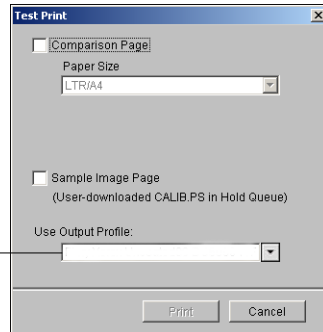 Test Print
Comparison Page
Paper Size
LTR/A4
Sample Image Page
(User-downloaded CALIB.PS in Hold Queue)
Use Output Profile:
Print
Cancel